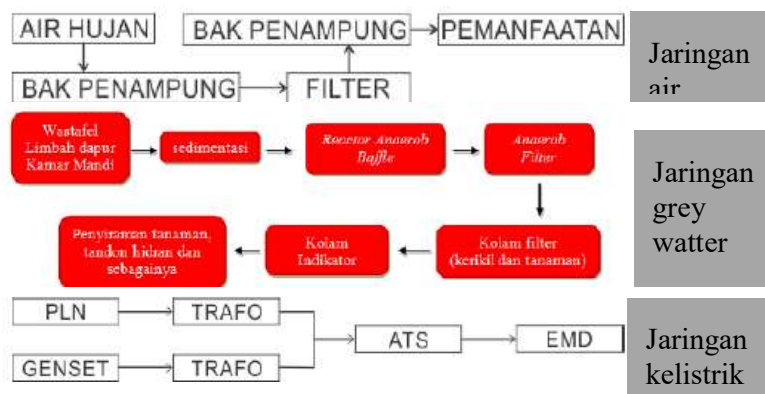 AIR HUJAN
BAK PENAMPUNG
PEMANFAATAN
BAK PENAMPUNG
FILTER
Jaringan
air
Wastafel
Limbah dapur
Kamar Mandi
sedimentasi
Anaerob
Baffle
Anaerob
Filter
Kolam filter
(kerikil dan tanaman)
Kolam
Indikator
Penyiraman tanaman,
tandon hidran dan
sebagainya
Jaringan
grey
watter
PLN
TRAFO
GENSET
TRAFO
ATS
EMD
Jaringan
kelistrik